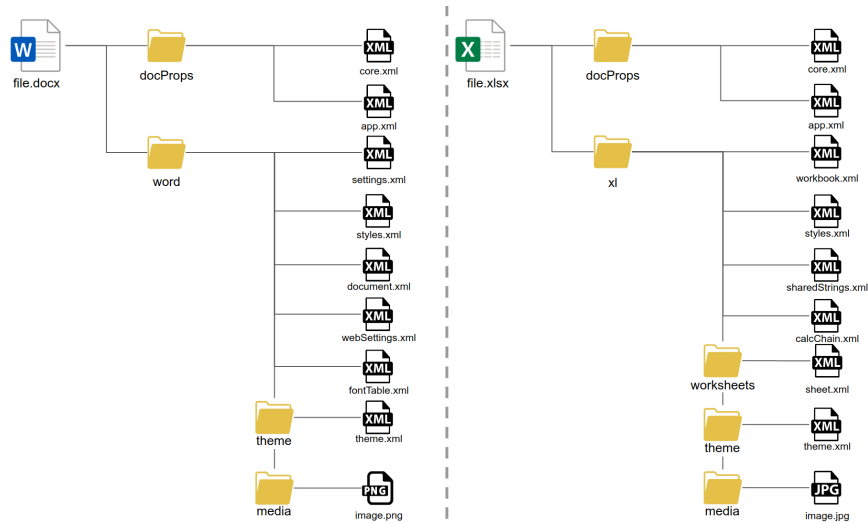 W
file.docx
docProps
XML
core.xml
XML
app.xml
word
XML
settings.xml
XML
styles.xml
XML
document.xml
XML
webSettings.xml
XML
fontTable.xml
theme
XML
theme.xml
media
PNG
image.png
X
file.xlsx
docProps
XML
core.xml
XML
app.xml
xl
XML
workbook.xml
XML
styles.xml
XML
sharedStrings.xml
XML
calcChain.xml
worksheets
XML
sheet.xml
theme
XML
theme.xml
media
JPG
image.jpg